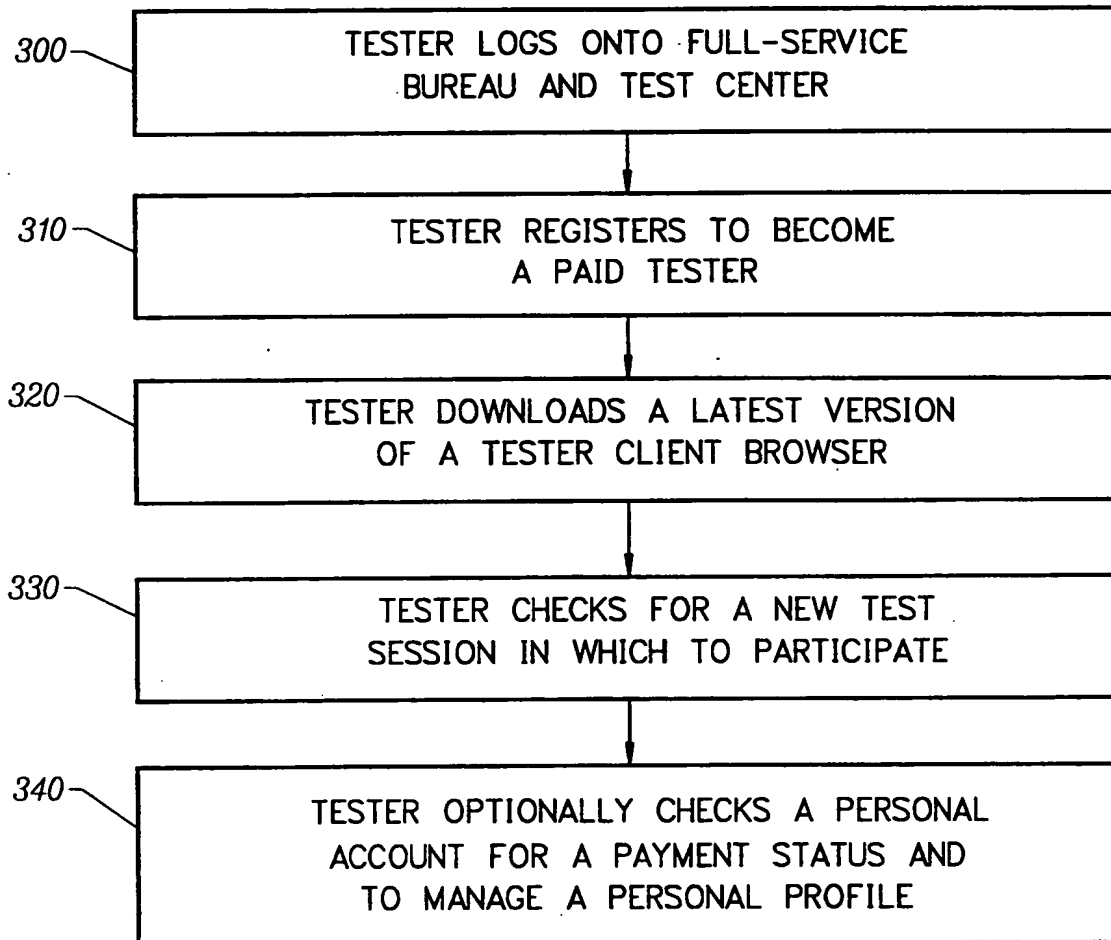 300
TESTER LOGS ONTO FULL-SERVICE
BUREAU AND TEST CENTER
310
TESTER REGISTERS TO BECOME
A PAID TESTER
320
TESTER DOWNLOADS A LATEST VERSION
OF A TESTER CLIENT BROWSER
330
TESTER CHECKS FOR A NEW TEST
SESSION IN WHICH TO PARTICIPATE
340
TESTER OPTIONALLY CHECKS A PERSONAL
ACCOUNT FOR A PAYMENT STATUS AND
TO MANAGE A PERSONAL PROFILE